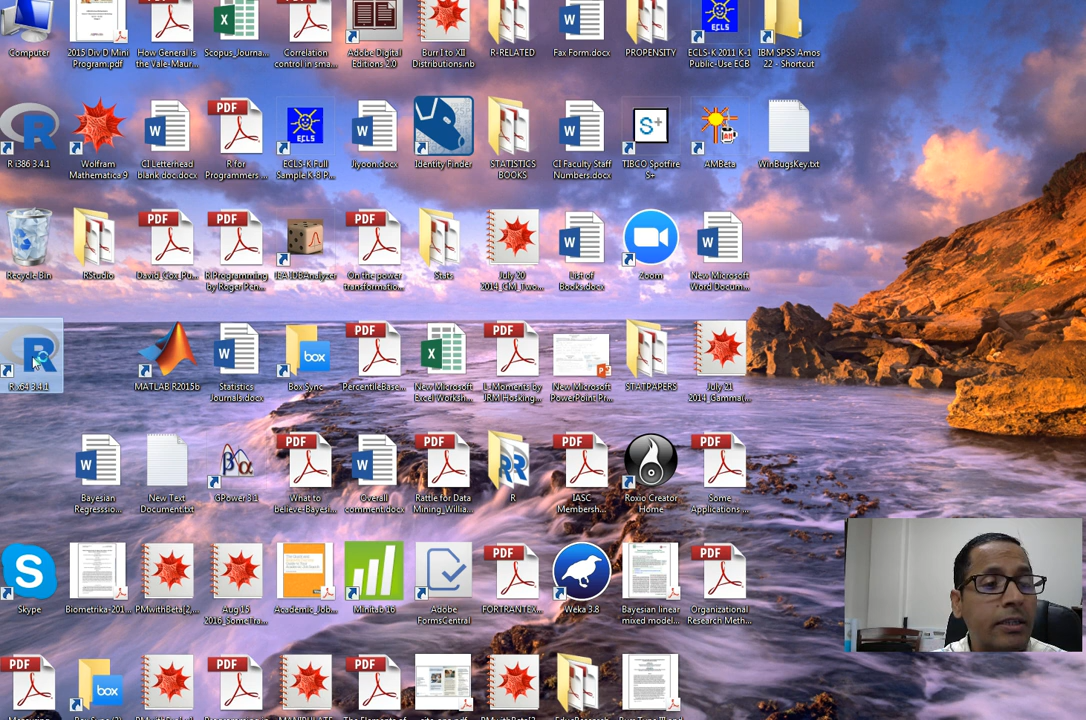 Computer
2015 Div D Mini
Program.pdf
How General is
the Vale-Maur...
Scopus_Journa...
Correlation
control in sma...
Adobe Digital
Editions 2.0
Burr I to XII
Distributions.nb
R-RELATED
Fax Form.docx
PROPENSITY
ECLS-K 2011 K-1
Public-Use ECB
IBM SPSS Amos
22 - Shortcut
R i386 3.4.1
Wolfram
Mathematica 9
CI Letterhead
blank doc.docx
R for
Programmers ...
ECLS-K Full
Sample K-8 P...
Jiyoon.docx
Identity Finder
STATISTICS
BOOKS
CI Faculty Staff
Numbers.docx
TIBCO Spotfire
S+
AMBeta
WinBugsKey.txt
Recycle Bin
RStudio
David_Cox_Pu...
R Programming
by Roger Pen...
IEA IDBAnalyzer
On the power
transformatio...
Stats
July 20
2014_GM_Two...
List of
Books.docx
Zoom
New Microsoft
Word Docum...
R x64 3.4.1
MATLAB R2015b
Statistics
Journals.docx
Box Sync
PercentileBase...
New Microsoft
Excel Worksh...
L-Moments by
JRM Hosking...
New Microsoft
PowerPoint Pr...
STATPAPERS
July 21
2014_Gamma(...
Bayesian
Regresssio...
New Text
Document.txt
GPower 3.1
What to
believe-Bayesi...
Overall
comment.docx
Rattle for Data
Mining_Willia...
R
IASC
Membersh...
Roxio Creator
Home
Some
Applications ...
Skype
Biometrika-201...
PMwithBeta[2,...
Aug 16
2016_SomeTra...
Academic_Job...
Minitab 16
Adobe
FormsCentral
FORTRANTEX...
Weka 3.8
Bayesian linear
mixed model...
Organizational
Research Meth...